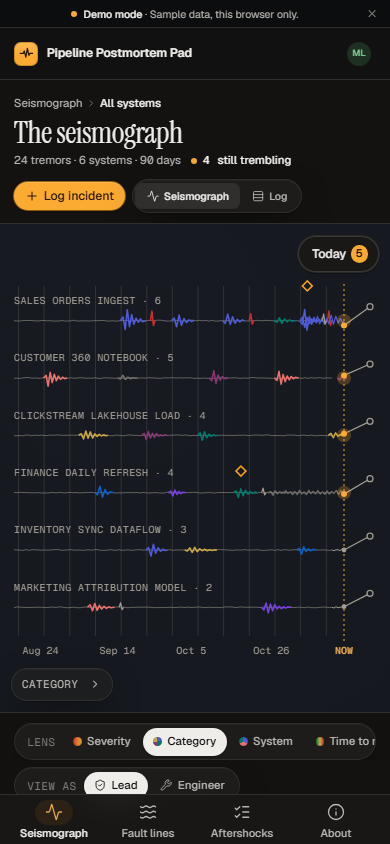 Demo mode · Sample data, this browser only.
Pipeline Postmortem Pad
ML
Seismograph > All systems
The seismograph
24 tremors · 6 systems · 90 days 4 still trembling
Log incident Seismograph Log
Today 5
SALES ORDERS INGEST · 6
CUSTOMER 360 NOTEBOOK · 5
CLICKSTREAM LAKEHOUSE LOAD · 4
FINANCE DAILY REFRESH · 4
INVENTORY SYNC DATAFLOW · 3
MARKETING ATTRIBUTION MODEL · 2
Aug 24 Sep 14 Oct 5 Oct 26 NOW
CATEGORY
LENS Severity Category System Time to r
VIEW AS Lead Engineer
Seismograph Fault lines Aftershocks About